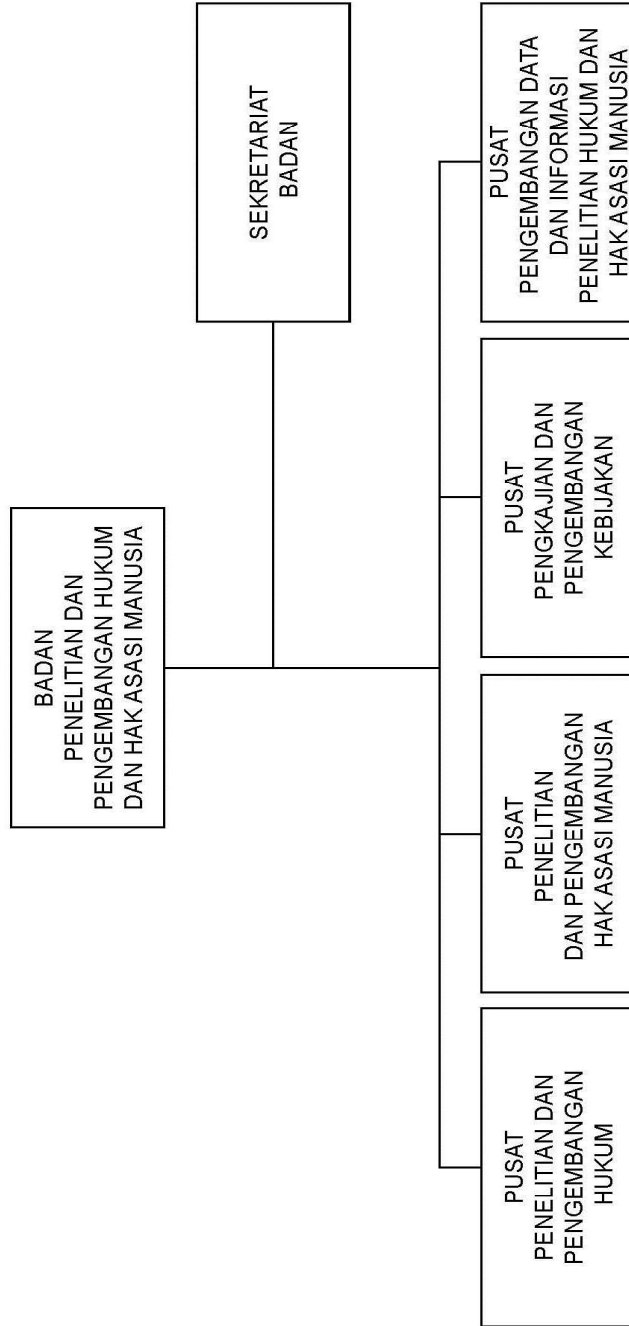 BADAN
PENELITIAN DAN
PENGEMBANGAN HUKUM
DAN HAK ASASI MANUSIA
SEKRETARIAT
BADAN
PUSAT
PENELITIAN DAN
PENGEMBANGAN
HUKUM
PUSAT
PENELITIAN
DAN PENGEMBANGAN
HAK ASASI MANUSIA
PUSAT
PENGKAJIAN DAN
PENGEMBANGAN
KEBIJAKAN
PUSAT
PENGEMBANGAN DATA
DAN INFORMASI
PENELITIAN HUKUM DAN
HAK ASASI MANUSIA